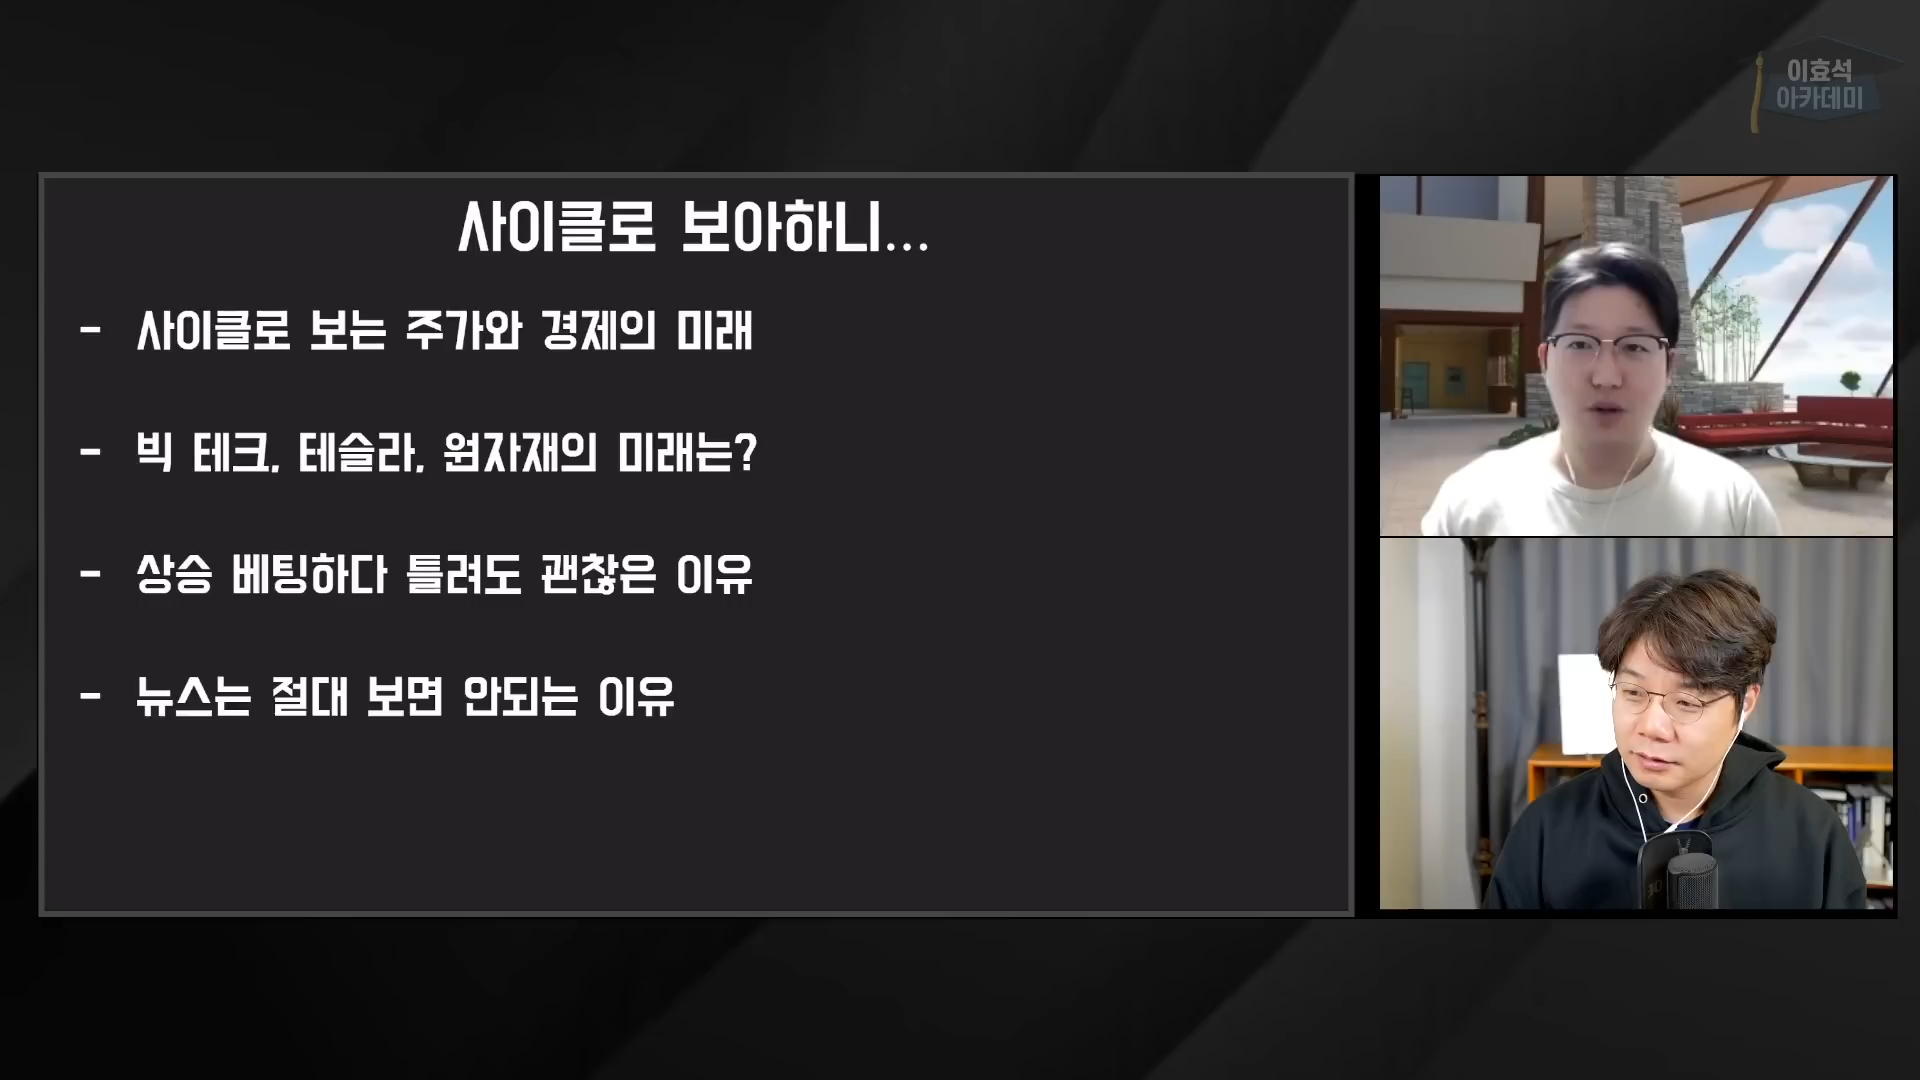 이효석
아카데미
사이클로 보아하니...
- 사이클로 보는 주가와 경제의 미래
- 빅 테크, 테슬라, 원자재의 미래는?
- 상승 베팅하다 틀려도 괜찮은 이유
- 뉴스는 절대 보면 안되는 이유